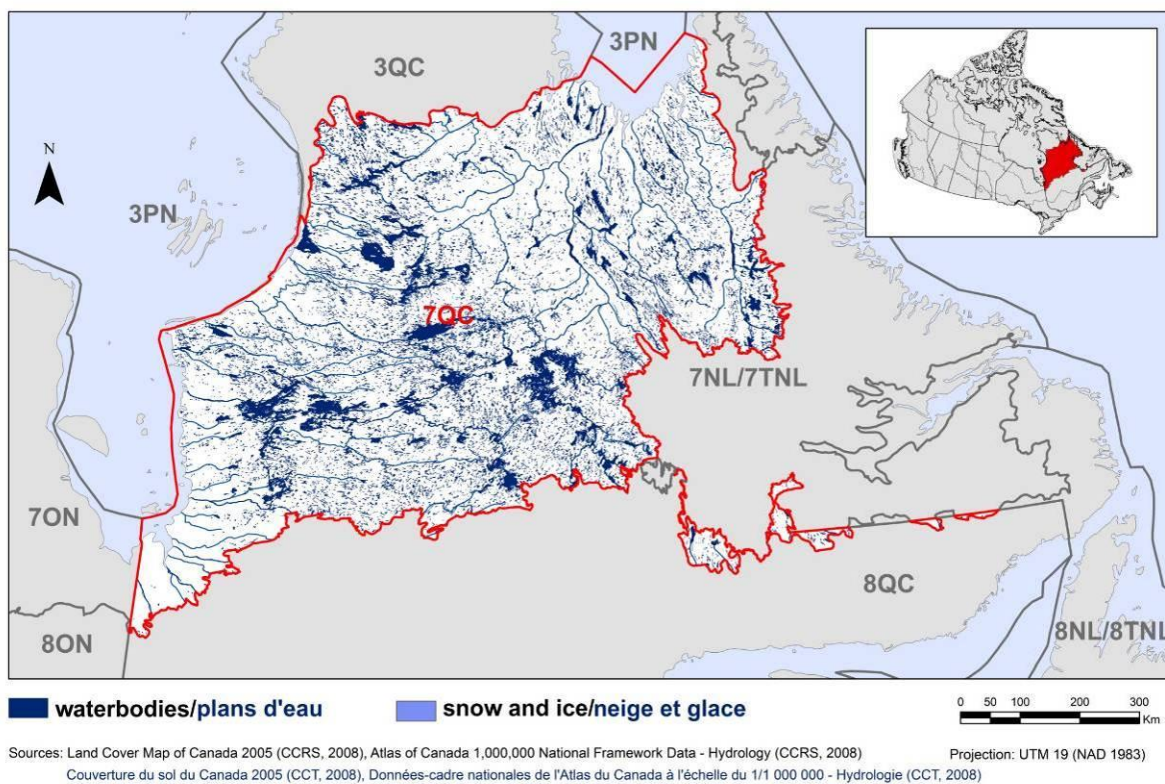 3PN
3QC
N
3PN
7QC
7NL/7TNL
7ON
8QC
8ON
8NL/8TNL
waterbodies/plans d'eau
snow and ice/neige et glace
0 50 100 200 300
Km
Sources: Land Cover Map of Canada 2005 (CCRS, 2008), Atlas of Canada 1,000,000 National Framework Data - Hydrology (CCRS, 2008)
Projection: UTM 19 (NAD 1983)
Couverture du sol du Canada 2005 (CCT, 2008), Données-cadre nationales de l'Atlas du Canada à l'échelle du 1/1 000 000 - Hydrologie (CCT, 2008)